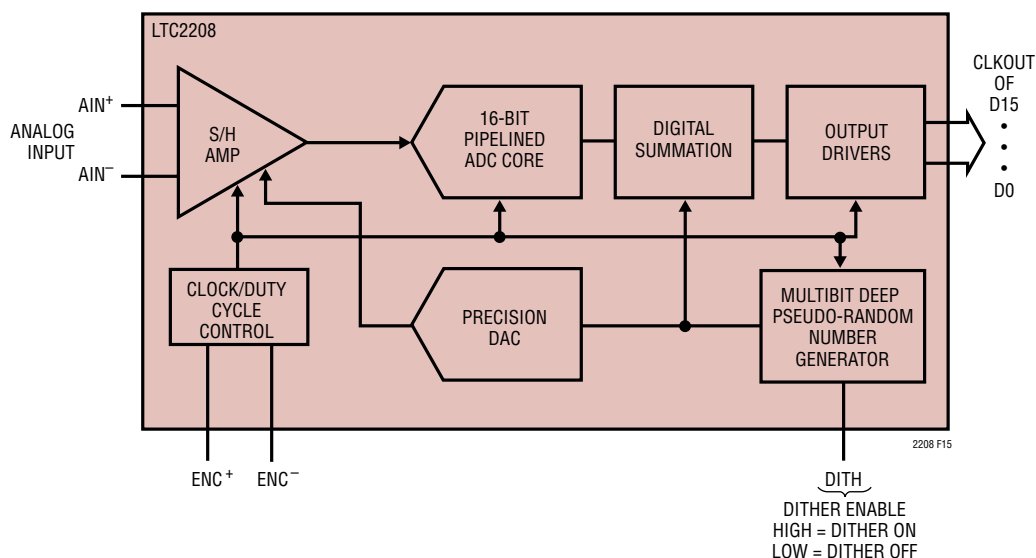 LTC2208
AIN+
ANALOG
INPUT
AIN−
S/H
AMP
16-BIT
PIPELINED
ADC CORE
DIGITAL
SUMMATION
OUTPUT
DRIVERS
CLKOUT
OF
D15
•
•
•
D0
CLOCK/DUTY
CYCLE
CONTROL
PRECISION
DAC
MULTIBIT DEEP
PSEUDO-RANDOM
NUMBER
GENERATOR
2208 F15
ENC+ ENC−
DITH
DITHER ENABLE
HIGH = DITHER ON
LOW = DITHER OFF